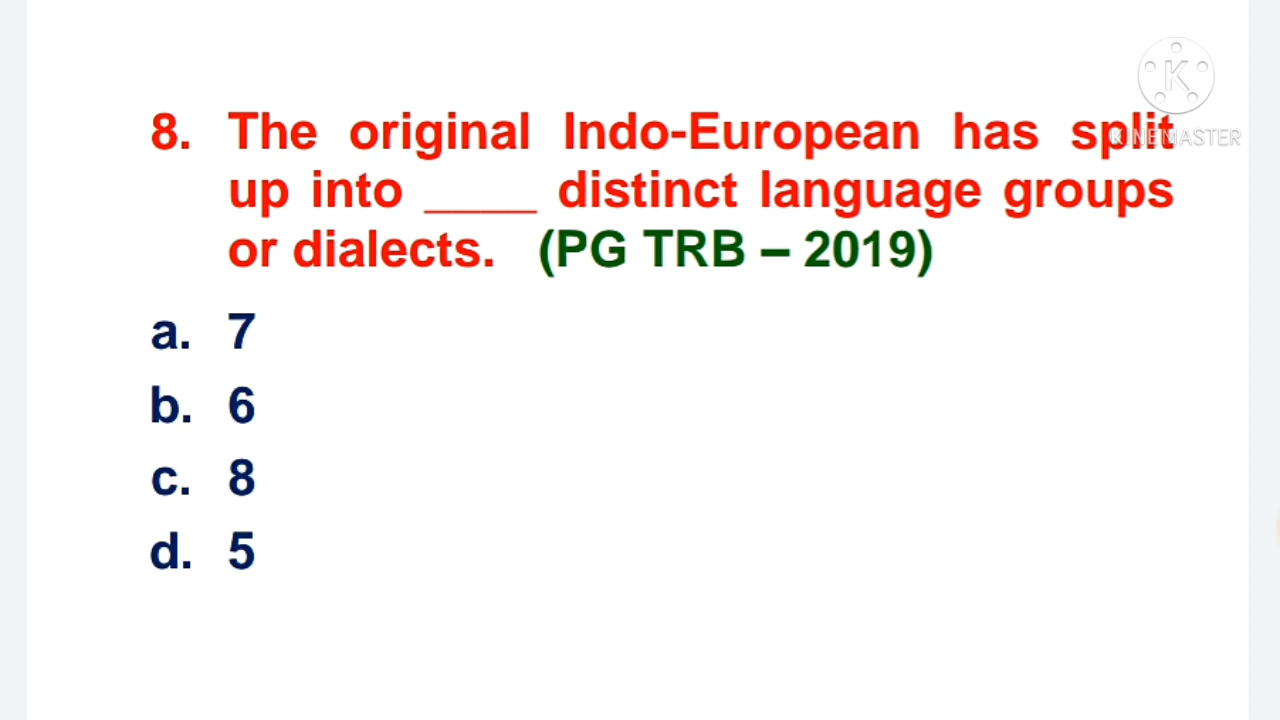 K
KINEMASTER
8. The original Indo-European has split
up into ____ distinct language groups
or dialects. (PG TRB – 2019)
a. 7
b. 6
c. 8
d. 5